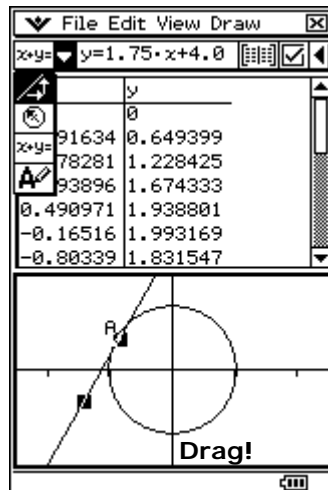 File Edit View Draw
x+y= y=1.75·x+4.0
y
0
x+y= 91634 0.649399
78281 1.228425
A 93896 1.674333
0.490971 1.938801
-0.16516 1.993169
-0.80339 1.831547
A
Drag!